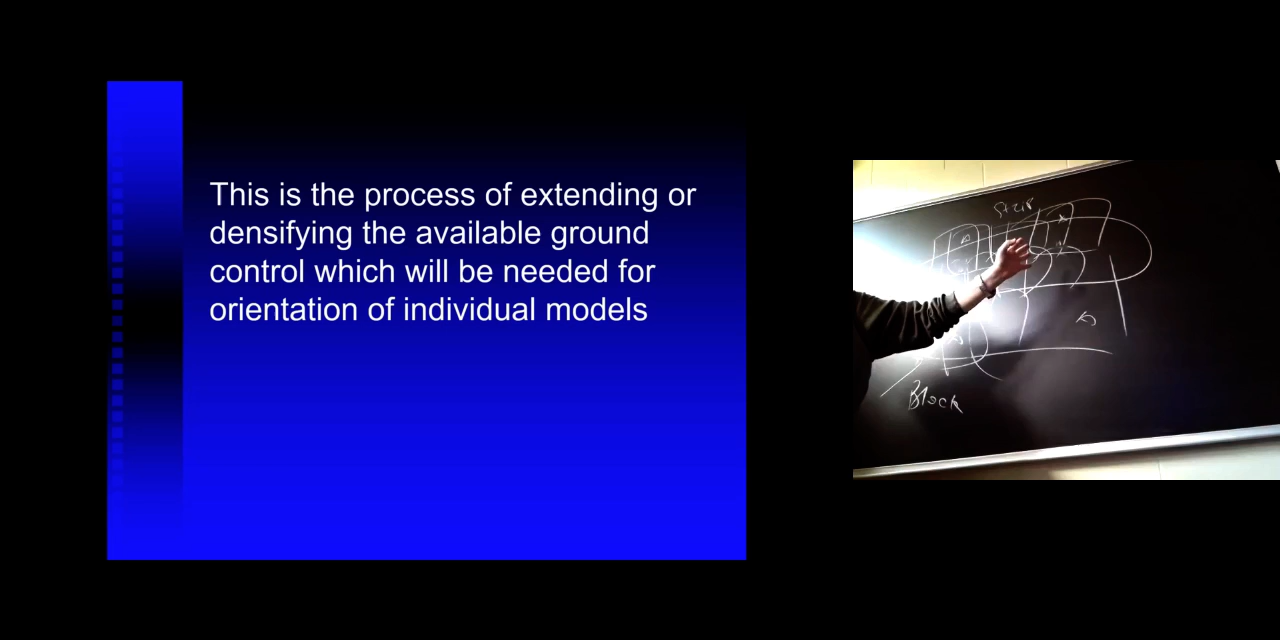 This is the process of extending or
densifying the available ground
control which will be needed for
orientation of individual models
Strip
Block